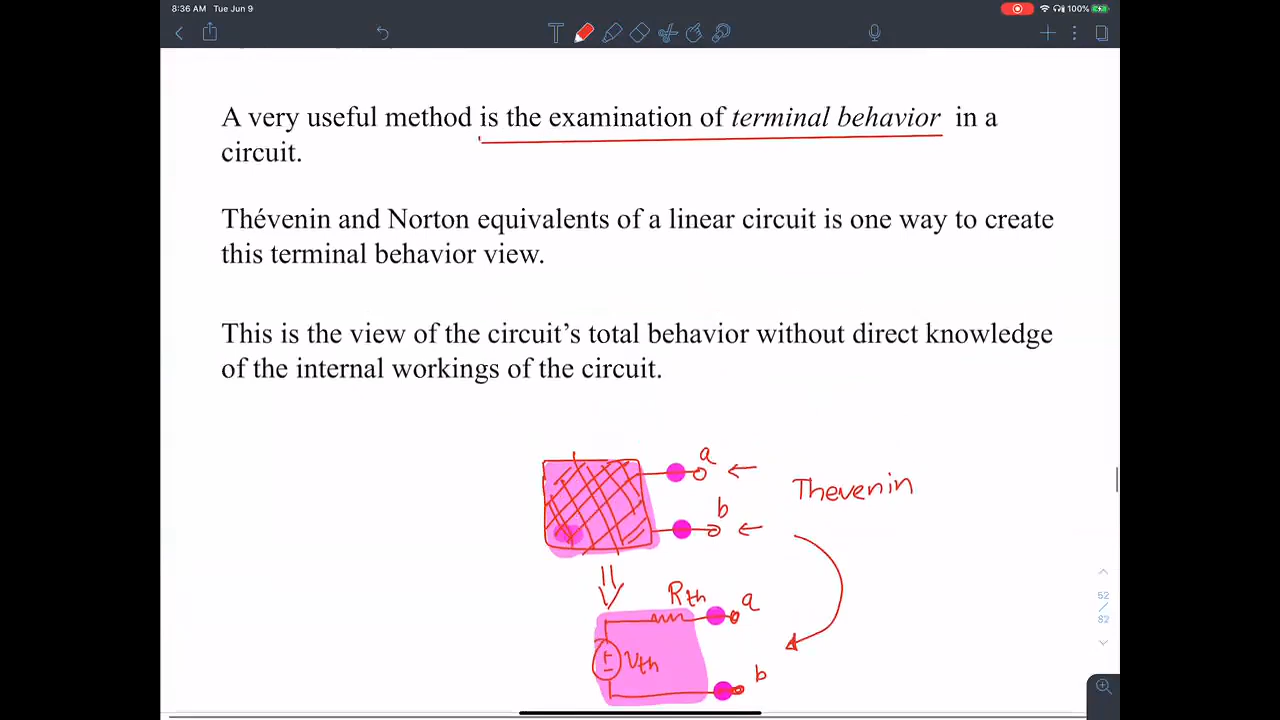 8:36 AM Tue Jun 9
100%
A very useful method is the examination of terminal behavior in a
circuit.
Thévenin and Norton equivalents of a linear circuit is one way to create
this terminal behavior view.
This is the view of the circuit’s total behavior without direct knowledge
of the internal workings of the circuit.
a
Thevenin
b
Rth
a
52
/
82
Vth
b